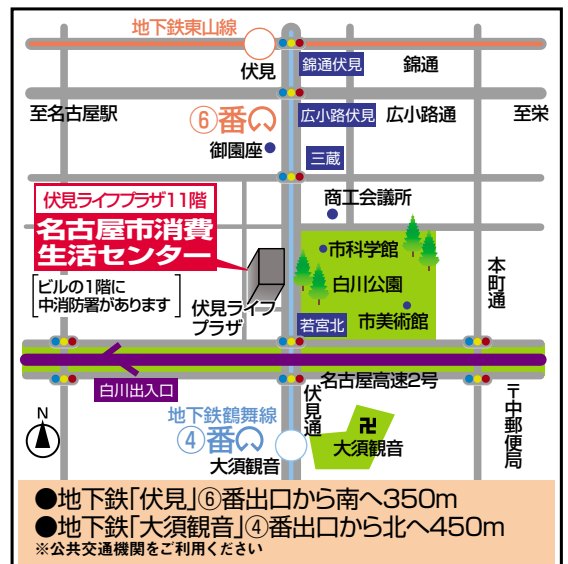 地下鉄東山線
伏見
錦通伏見
錦通
至名古屋駅
⑥番
広小路伏見
広小路通
至栄
御園座
三蔵
伏見ライフプラザ11階
名古屋市消費
生活センター
ビルの1階に
中消防署があります
商工会議所
市科学館
白川公園
市美術館
本町通
伏見ライフ
プラザ
若宮北
白川出入口
名古屋高速2号
伏見通
地下鉄鶴舞線
④番
大須観音
卍
大須観音
〒中郵便局
N
●地下鉄「伏見」⑥番出口から南へ350m
●地下鉄「大須観音」④番出口から北へ450m
※公共交通機関をご利用ください